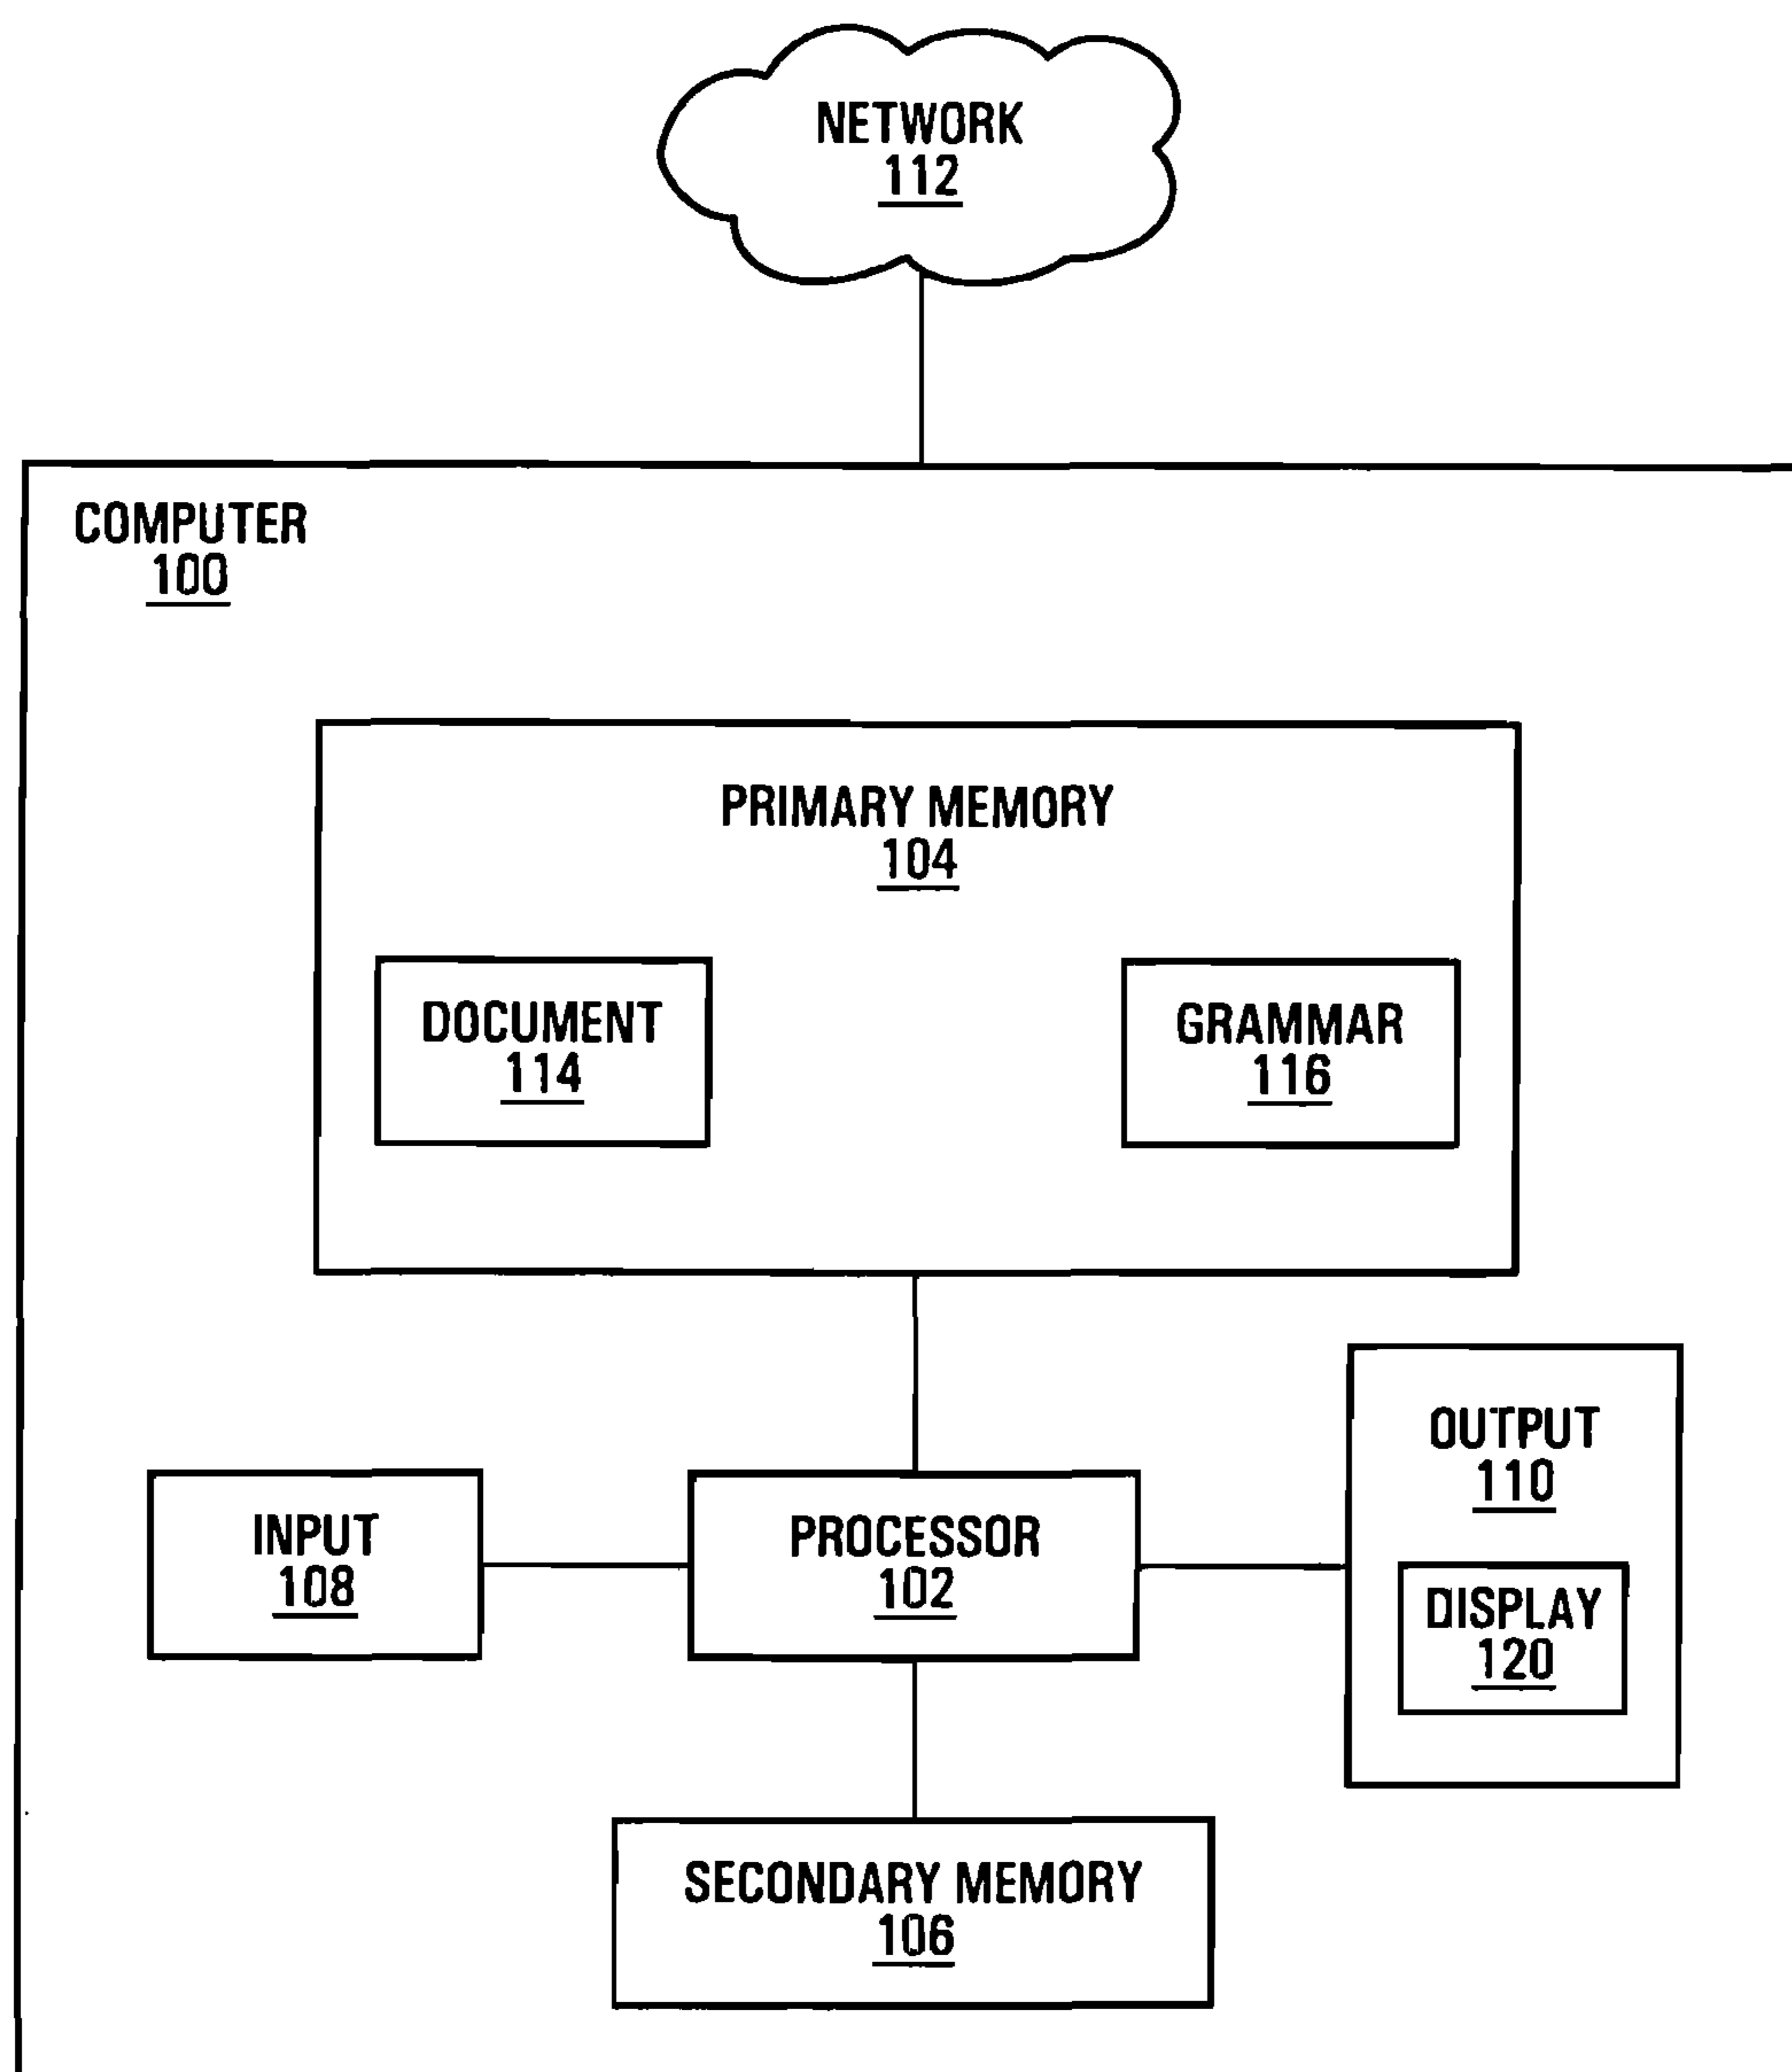 NETWORK
112
COMPUTER
100
PRIMARY MEMORY
104
DOCUMENT
114
GRAMMAR
116
OUTPUT
110
INPUT
108
PROCESSOR
102
DISPLAY
120
SECONDARY MEMORY
106